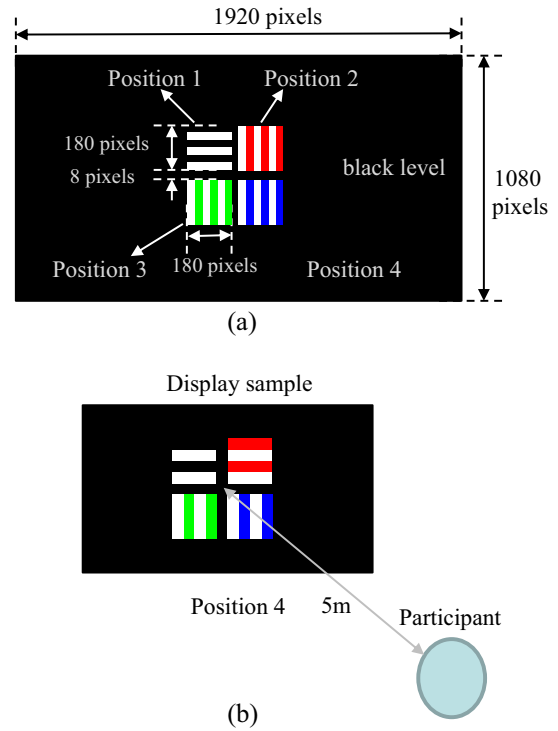 1920 pixels
Position 1
Position 2
180 pixels
8 pixels
black level
1080
pixels
Position 3
180 pixels
Position 4
(a)
Display sample
Position 4
5m
Participant
(b)